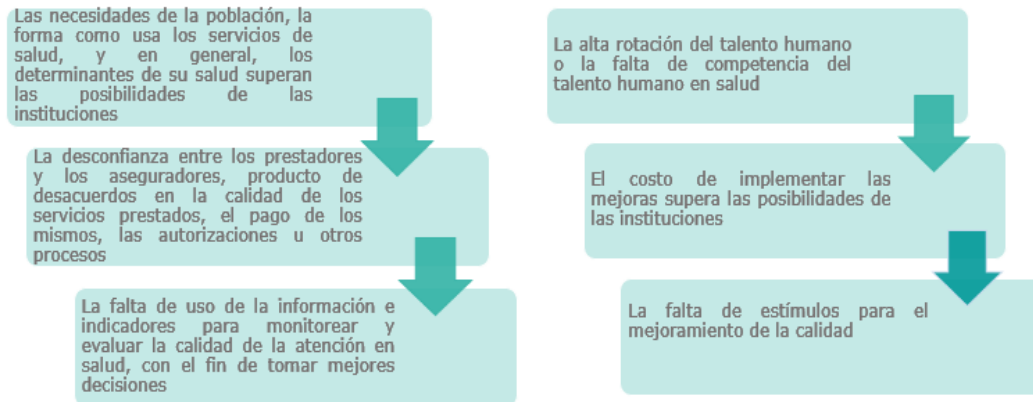 Las necesidades de la población, la
forma como usa los servicios de
salud, y en general, los
determinantes de su salud superan
las posibilidades de las
instituciones
La desconfianza entre los prestadores
y los aseguradores, producto de
desacuerdos en la calidad de los
servicios prestados, el pago de los
mismos, las autorizaciones u otros
procesos
La falta de uso de la información e
indicadores para monitorear y
evaluar la calidad de la atención en
salud, con el fin de tomar mejores
decisiones
La alta rotación del talento humano
o la falta de competencia del
talento humano en salud
El costo de implementar las
mejoras supera las posibilidades de
las instituciones
La falta de estímulos para el
mejoramiento de la calidad